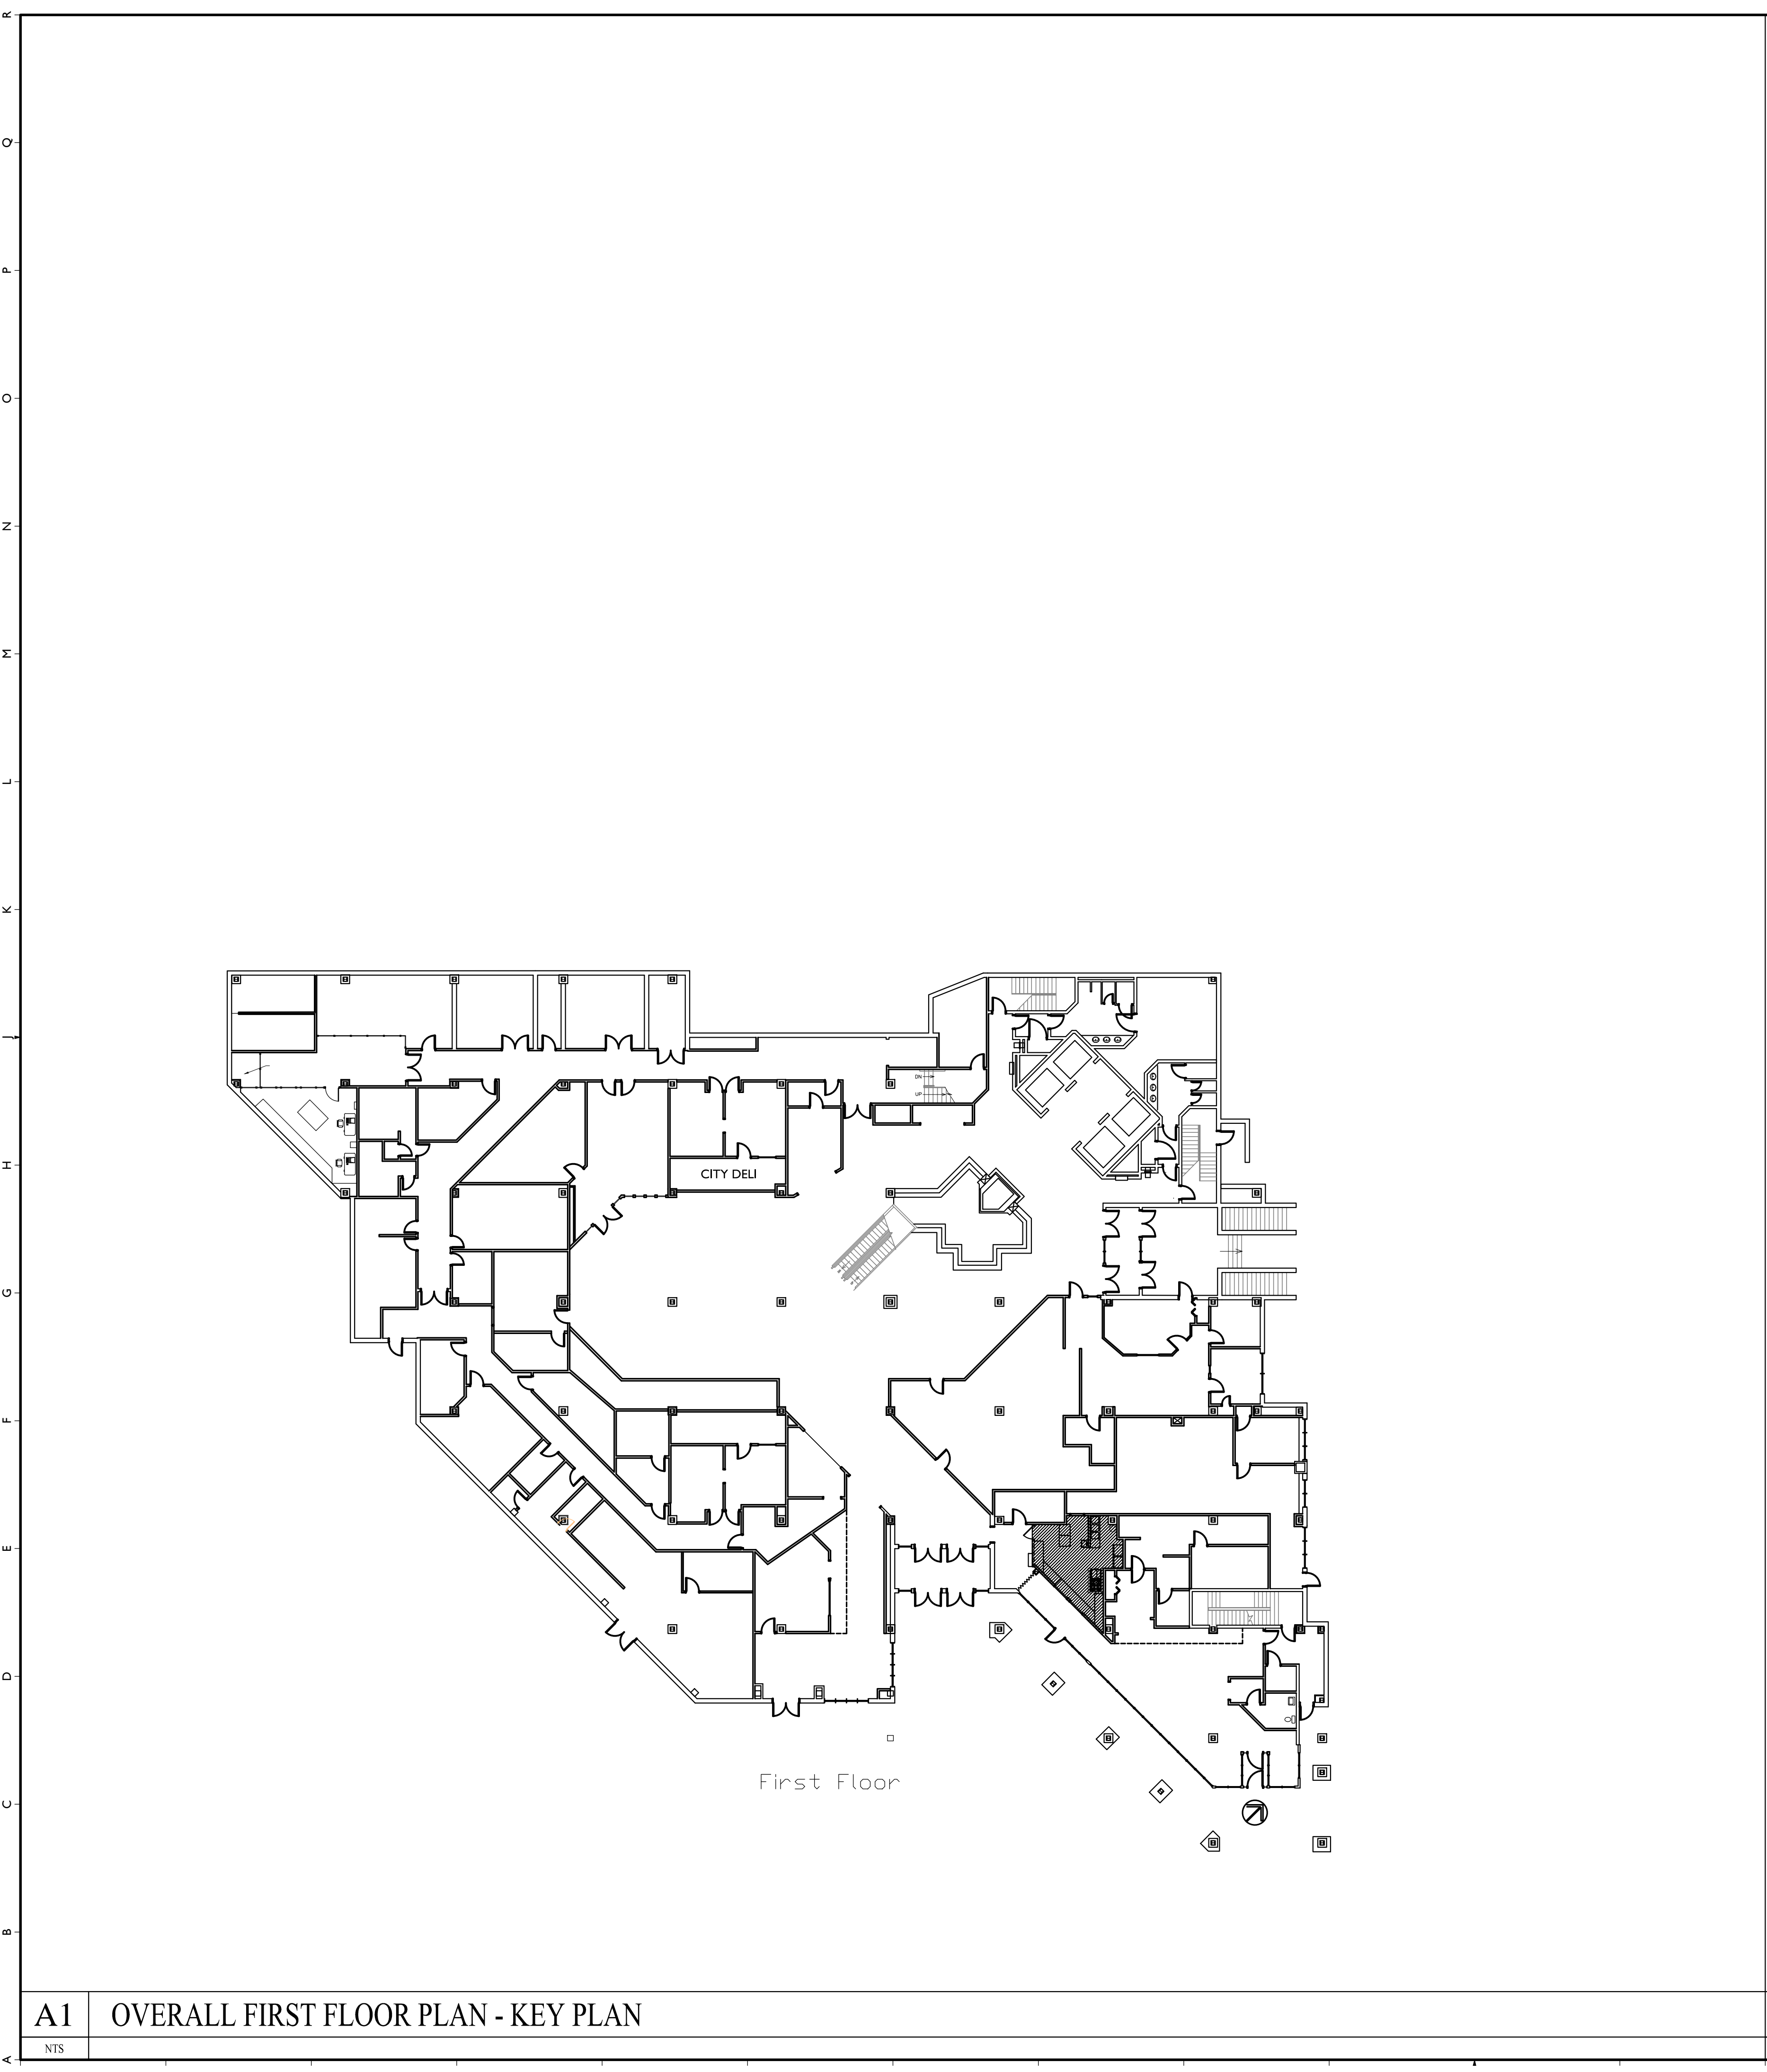 R
Q
P
O
N
M
L
K
J
DN
UP
H
CITY DELI
G
F
E
D
First Floor
C
B
A1 OVERALL FIRST FLOOR PLAN - KEY PLAN
NTS
A